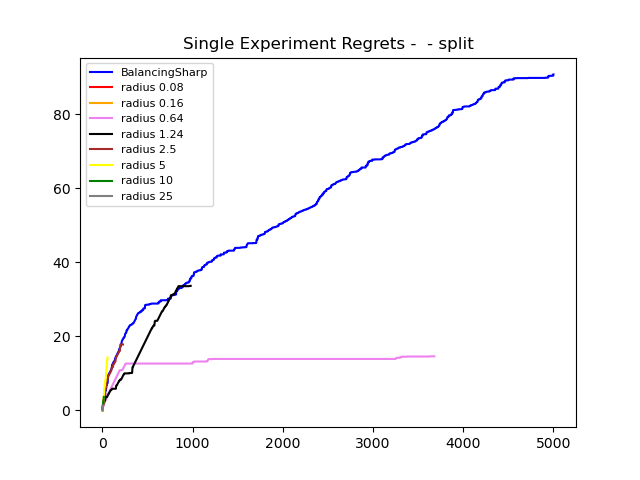 Single Experiment Regrets -  - split
BalancingSharp
radius 0.08
radius 0.16
radius 0.64
radius 1.24
radius 2.5
radius 5
radius 10
radius 25
80
60
40
20
0
0 1000 2000 3000 4000 5000